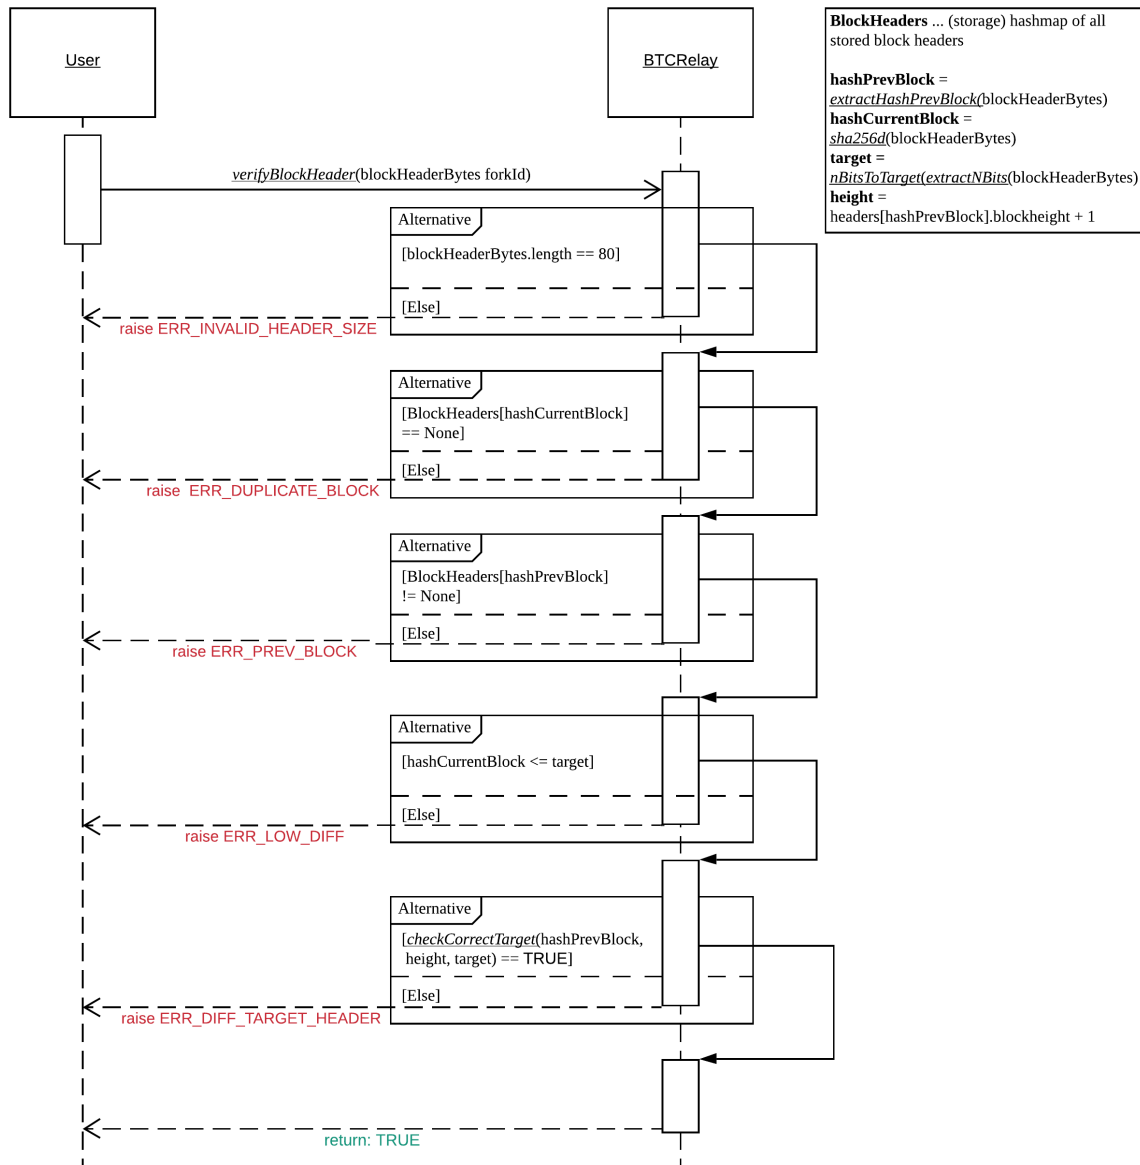 User
BTCRelay
BlockHeaders ... (storage) hashmap of all
stored block headers
hashPrevBlock =
extractHashPrevBlock(blockHeaderBytes)
hashCurrentBlock =
sha256d(blockHeaderBytes)
target =
nBitsToTarget(extractNBits(blockHeaderBytes)
height =
headers[hashPrevBlock].blockheight + 1
verifyBlockHeader(blockHeaderBytes forkId)
Alternative
[blockHeaderBytes.length == 80]
[Else]
raise ERR_INVALID_HEADER_SIZE
Alternative
[BlockHeaders[hashCurrentBlock]
== None]
[Else]
raise  ERR_DUPLICATE_BLOCK
Alternative
[BlockHeaders[hashPrevBlock]
!= None]
[Else]
raise ERR_PREV_BLOCK
Alternative
[hashCurrentBlock <= target]
[Else]
raise ERR_LOW_DIFF
Alternative
[checkCorrectTarget(hashPrevBlock,
height, target) == TRUE]
[Else]
raise ERR_DIFF_TARGET_HEADER
return: TRUE